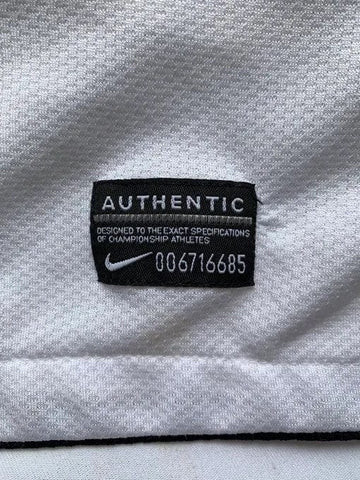 AUTHENTIC
DESIGNED TO THE EXACT SPECIFICATIONS
OF CHAMPIONSHIP ATHLETES
006716685